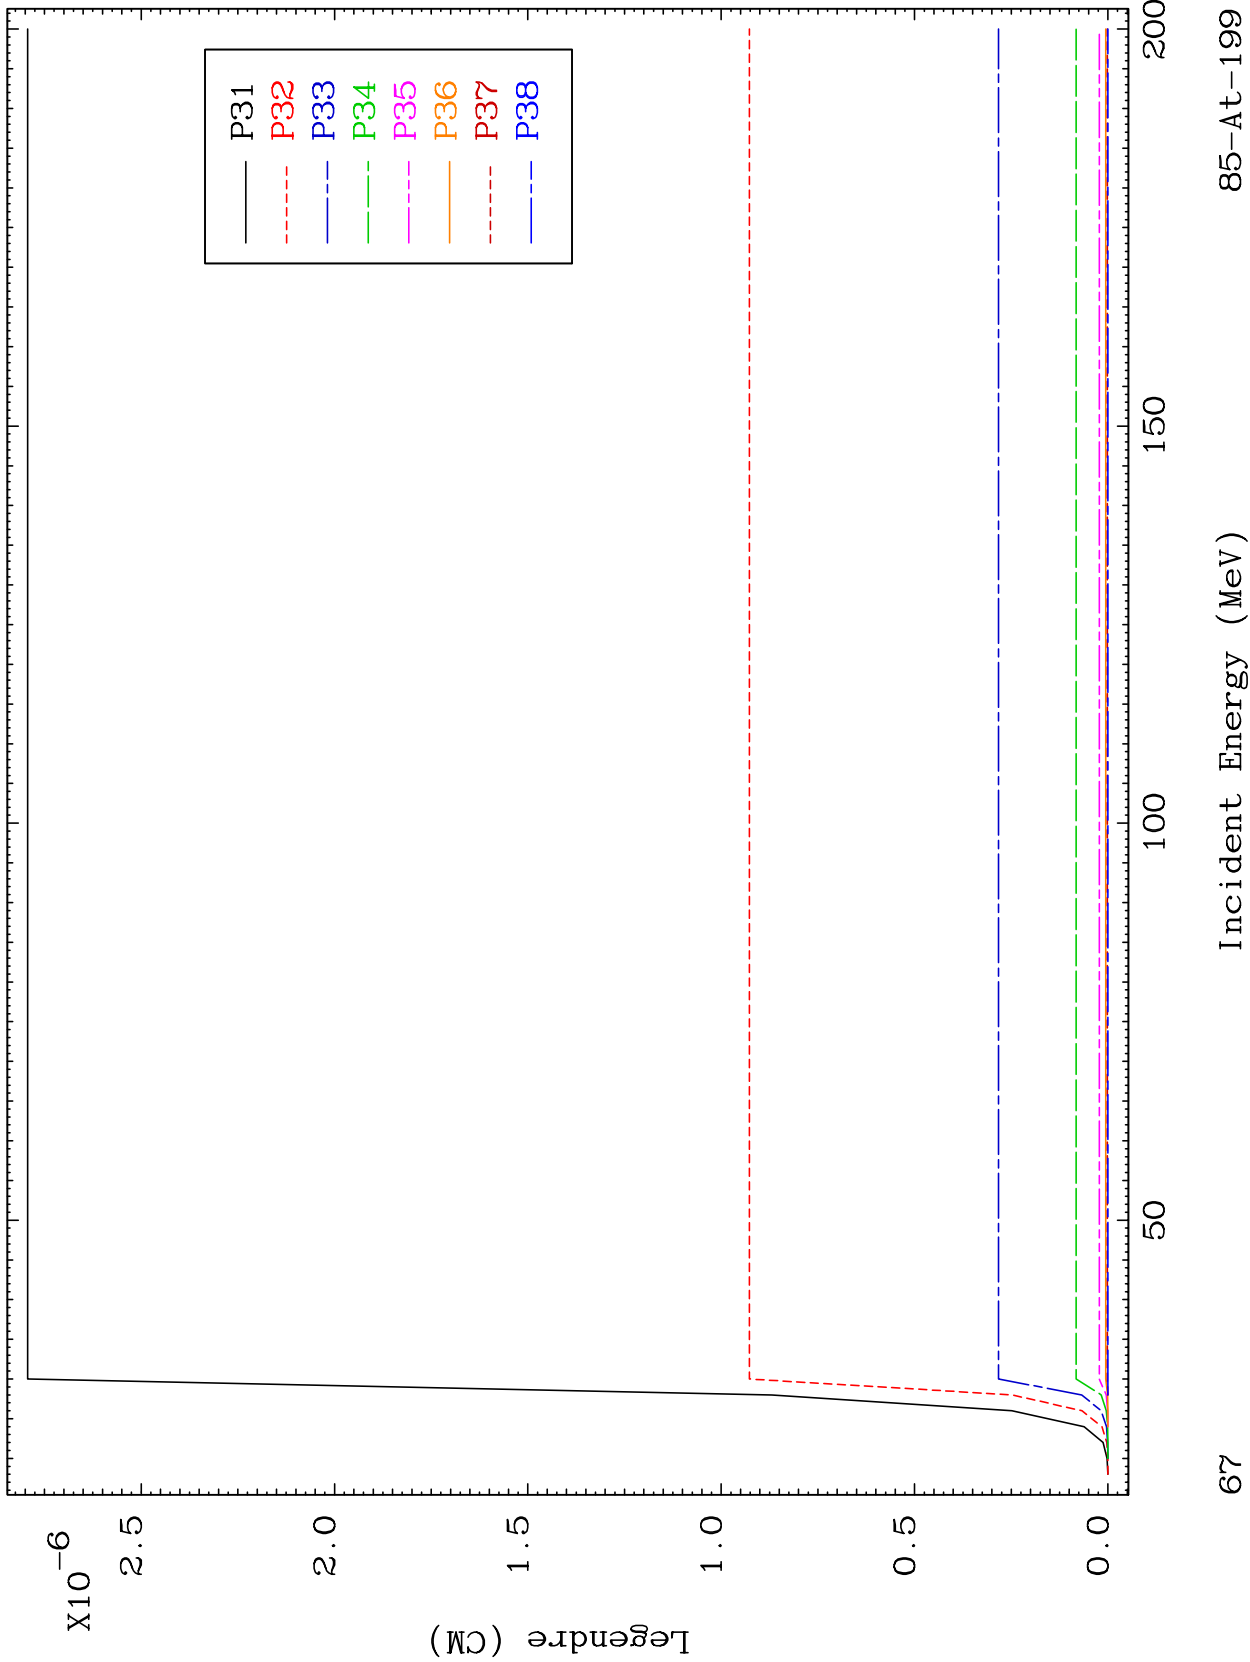 X10-6
2.5
2.0
1.5
1.0
0.5
0.0
Legendre (CM)
P31
P32
P33
P34
P35
P36
P37
P38
50
100
150
200
Incident Energy (MeV)
67
85-At-199